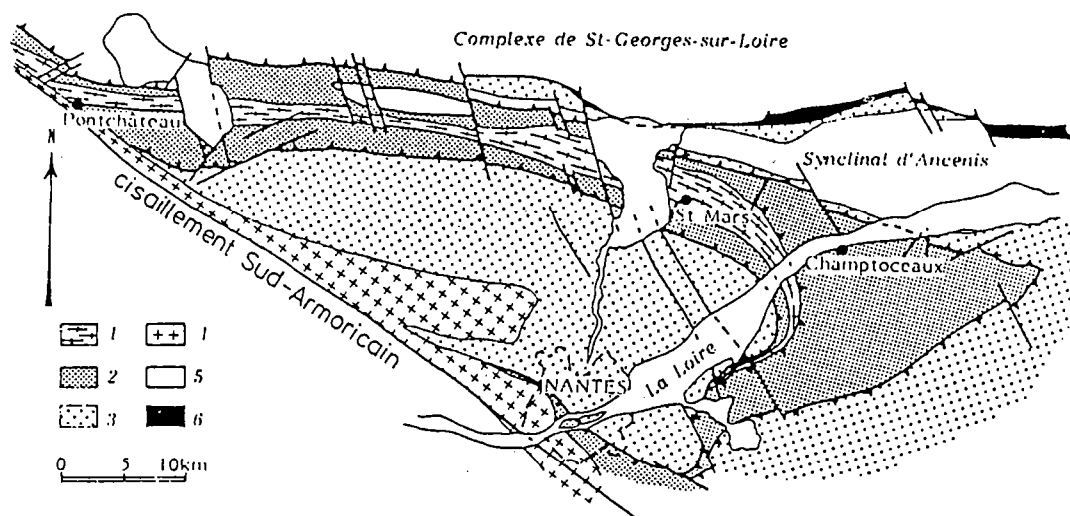 Complexe de St-Georges-sur-Loire
Pontchâteau
N
Synclinal d'Ancenis
St Mars
Champtoceaux
cisaillement Sud-Armoricain
La Loire
NANTES
1 1
2 5
3 6
0 5 10km